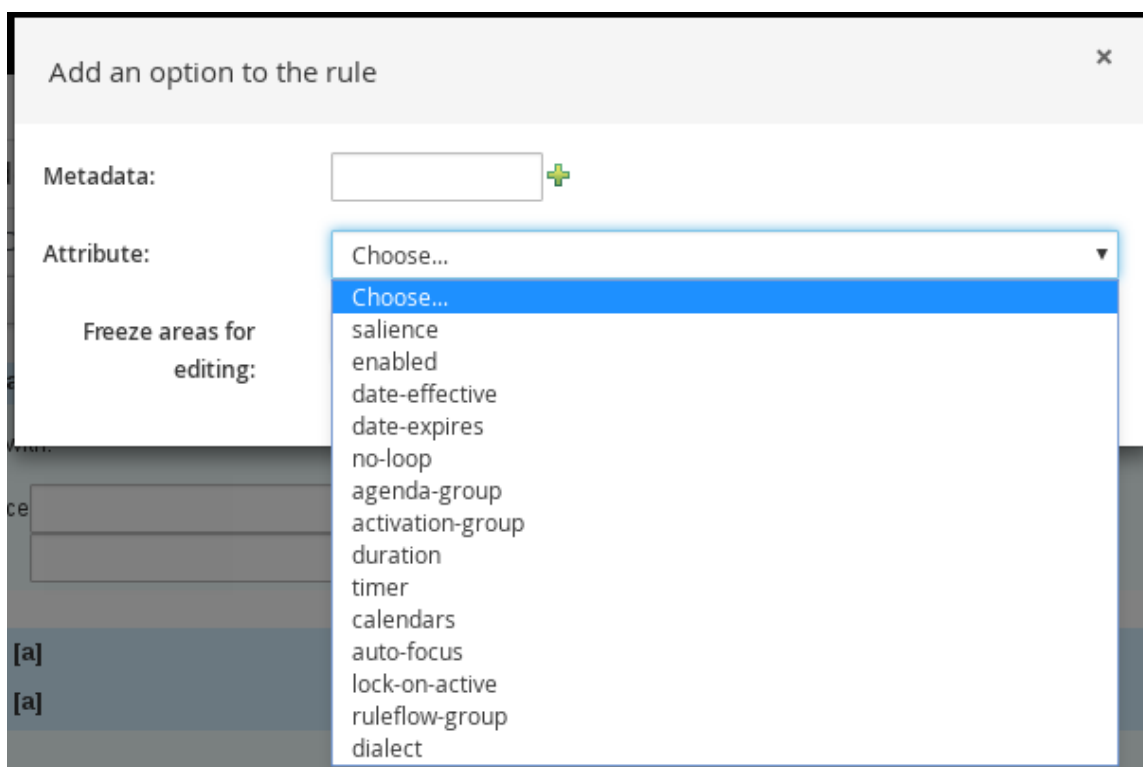 Add an option to the rule
×
Metadata:
Attribute:
Choose...
Choose...
salience
enabled
date-effective
date-expires
no-loop
agenda-group
activation-group
duration
timer
calendars
auto-focus
lock-on-active
ruleflow-group
dialect
Freeze areas for
editing:
ce
[a]
[a]